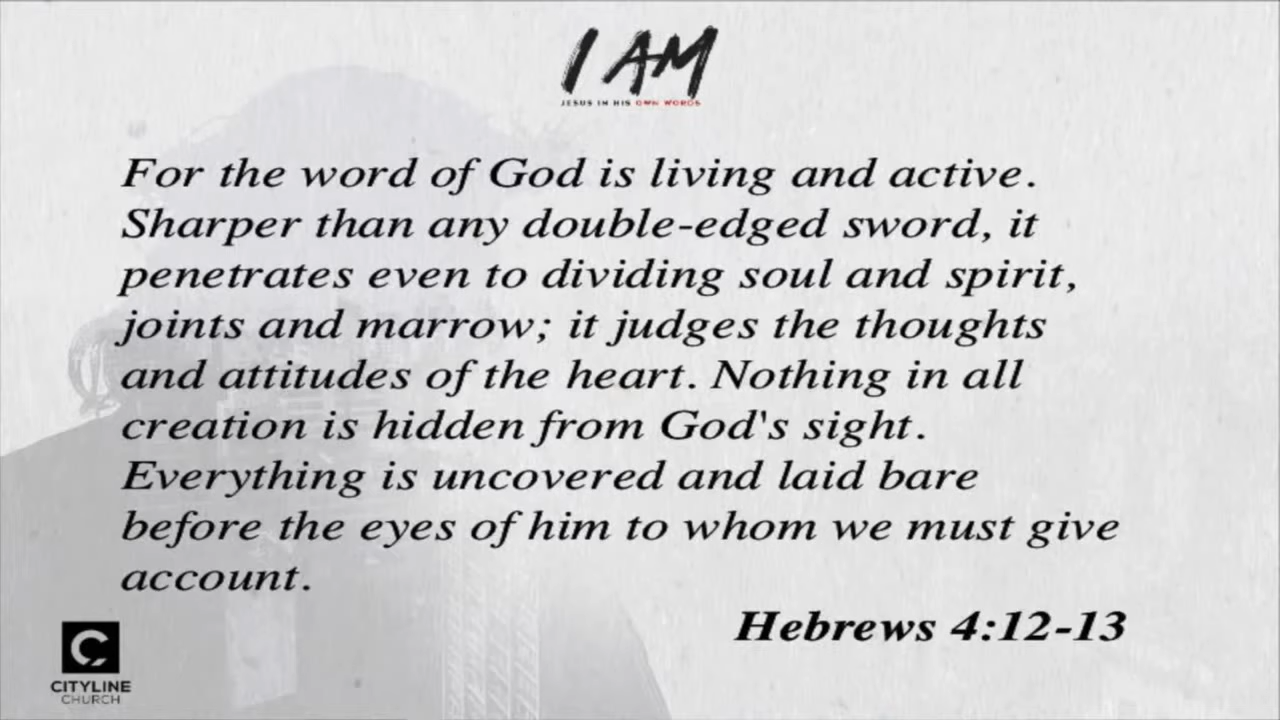 I AM
JESUS IN HIS OWN WORDS
For the word of God is living and active.
Sharper than any double-edged sword, it
penetrates even to dividing soul and spirit,
joints and marrow; it judges the thoughts
and attitudes of the heart. Nothing in all
creation is hidden from God's sight.
Everything is uncovered and laid bare
before the eyes of him to whom we must give
account.
Hebrews 4:12-13
C
CITYLINE
CHURCH